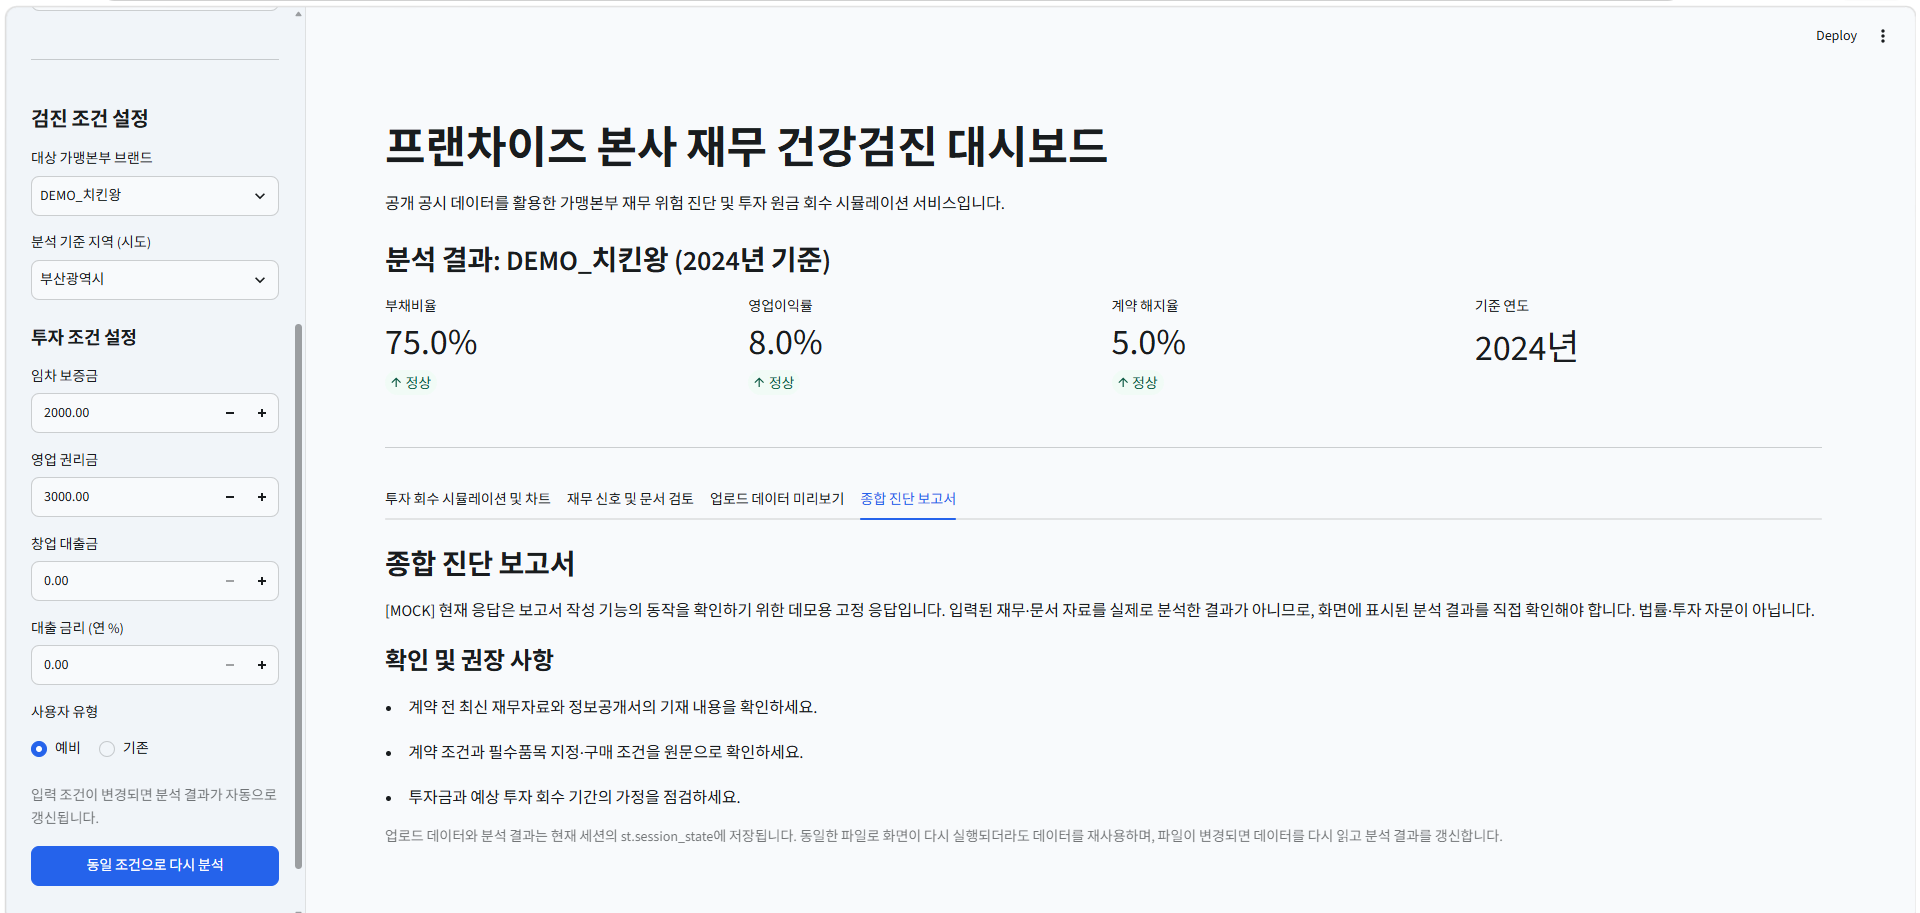 Deploy
검진 조건 설정
대상 가맹본부 브랜드
DEMO_치킨왕
분석 기준 지역 (시도)
부산광역시
투자 조건 설정
임차 보증금
2000.00
영업 권리금
3000.00
창업 대출금
0.00
대출 금리 (연 %)
0.00
사용자 유형
예비 기존
입력 조건이 변경되면 분석 결과가 자동으로
갱신됩니다.
동일 조건으로 다시 분석
프랜차이즈 본사 재무 건강검진 대시보드
공개 공시 데이터를 활용한 가맹본부 재무 위험 진단 및 투자 원금 회수 시뮬레이션 서비스입니다.
분석 결과: DEMO_치킨왕 (2024년 기준)
부채비율
75.0%
↑ 정상
영업이익률
8.0%
↑ 정상
계약 해지율
5.0%
↑ 정상
기준 연도
2024년
투자 회수 시뮬레이션 및 차트 재무 신호 및 문서 검토 업로드 데이터 미리보기 종합 진단 보고서
종합 진단 보고서
[MOCK] 현재 응답은 보고서 작성 기능의 동작을 확인하기 위한 데모용 고정 응답입니다. 입력된 재무·문서 자료를 실제로 분석한 결과가 아니므로, 화면에 표시된 분석 결과를 직접 확인해야 합니다. 법률·투자 자문이 아닙니다.
확인 및 권장 사항
• 계약 전 최신 재무자료와 정보공개서의 기재 내용을 확인하세요.
• 계약 조건과 필수품목 지정·구매 조건을 원문으로 확인하세요.
• 투자금과 예상 투자 회수 기간의 가정을 점검하세요.
업로드 데이터와 분석 결과는 현재 세션의 st.session_state에 저장됩니다. 동일한 파일로 화면이 다시 실행되더라도 데이터를 재사용하며, 파일이 변경되면 데이터를 다시 읽고 분석 결과를 갱신합니다.